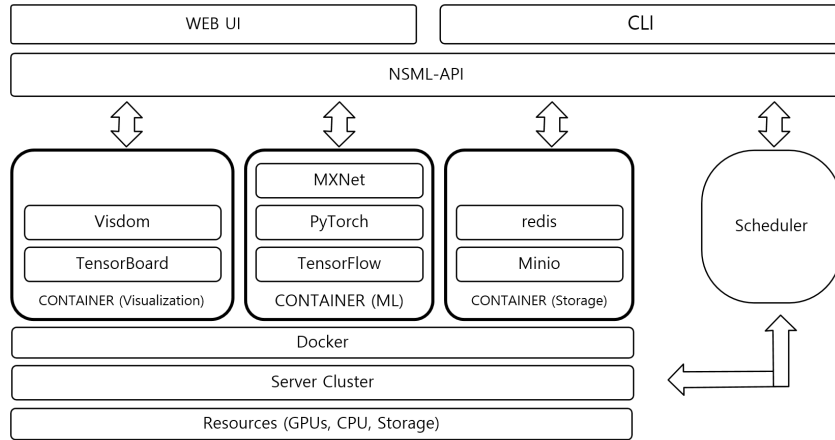 WEB UI
CLI
NSML-API
MXNet
Visdom
PyTorch
redis
Scheduler
TensorBoard
TensorFlow
Minio
CONTAINER (Visualization)
CONTAINER (ML)
CONTAINER (Storage)
Docker
Server Cluster
Resources (GPUs, CPU, Storage)